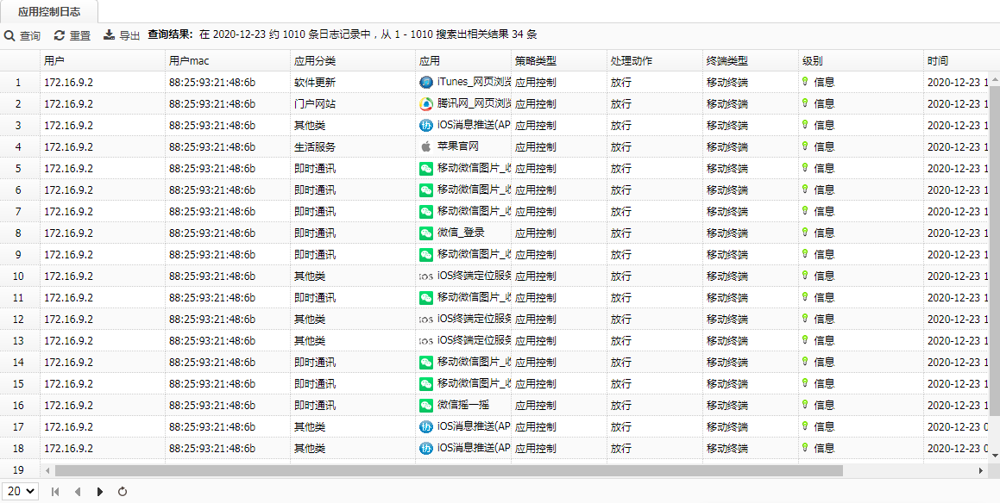 应用控制日志
查询 重置 导出 查询结果: 在 2020-12-23 约 1010 条日志记录中，从 1 - 1010 搜索出相关结果 34 条
用户 用户mac 应用分类 应用 策略类型 处理动作 终端类型 级别 时间
1 172.16.9.2 88:25:93:21:48:6b 软件更新 iTunes_网页浏览 应用控制 放行 移动终端 信息 2020-12-23 1
2 172.16.9.2 88:25:93:21:48:6b 门户网站 腾讯网_网页浏览 应用控制 放行 移动终端 信息 2020-12-23 1
3 172.16.9.2 88:25:93:21:48:6b 其他类 协 iOS消息推送(AP 应用控制 放行 移动终端 信息 2020-12-23 1
4 172.16.9.2 88:25:93:21:48:6b 生活服务 苹果官网 应用控制 放行 移动终端 信息 2020-12-23 1
5 172.16.9.2 88:25:93:21:48:6b 即时通讯 移动微信图片_收 应用控制 放行 移动终端 信息 2020-12-23 1
6 172.16.9.2 88:25:93:21:48:6b 即时通讯 移动微信图片_收 应用控制 放行 移动终端 信息 2020-12-23 1
7 172.16.9.2 88:25:93:21:48:6b 即时通讯 移动微信图片_收 应用控制 放行 移动终端 信息 2020-12-23 1
8 172.16.9.2 88:25:93:21:48:6b 即时通讯 微信_登录 应用控制 放行 移动终端 信息 2020-12-23 1
9 172.16.9.2 88:25:93:21:48:6b 即时通讯 移动微信图片_收 应用控制 放行 移动终端 信息 2020-12-23 1
10 172.16.9.2 88:25:93:21:48:6b 其他类 iOS iOS终端定位服务 应用控制 放行 移动终端 信息 2020-12-23 1
11 172.16.9.2 88:25:93:21:48:6b 即时通讯 移动微信图片_收 应用控制 放行 移动终端 信息 2020-12-23 1
12 172.16.9.2 88:25:93:21:48:6b 其他类 iOS iOS终端定位服务 应用控制 放行 移动终端 信息 2020-12-23 1
13 172.16.9.2 88:25:93:21:48:6b 其他类 iOS iOS终端定位服务 应用控制 放行 移动终端 信息 2020-12-23 1
14 172.16.9.2 88:25:93:21:48:6b 即时通讯 移动微信图片_收 应用控制 放行 移动终端 信息 2020-12-23 1
15 172.16.9.2 88:25:93:21:48:6b 即时通讯 移动微信图片_收 应用控制 放行 移动终端 信息 2020-12-23 1
16 172.16.9.2 88:25:93:21:48:6b 即时通讯 微信摇一摇 应用控制 放行 移动终端 信息 2020-12-23 1
17 172.16.9.2 88:25:93:21:48:6b 其他类 协 iOS消息推送(AP 应用控制 放行 移动终端 信息 2020-12-23 0
18 172.16.9.2 88:25:93:21:48:6b 其他类 协 iOS消息推送(AP 应用控制 放行 移动终端 信息 2020-12-23 0
19
20